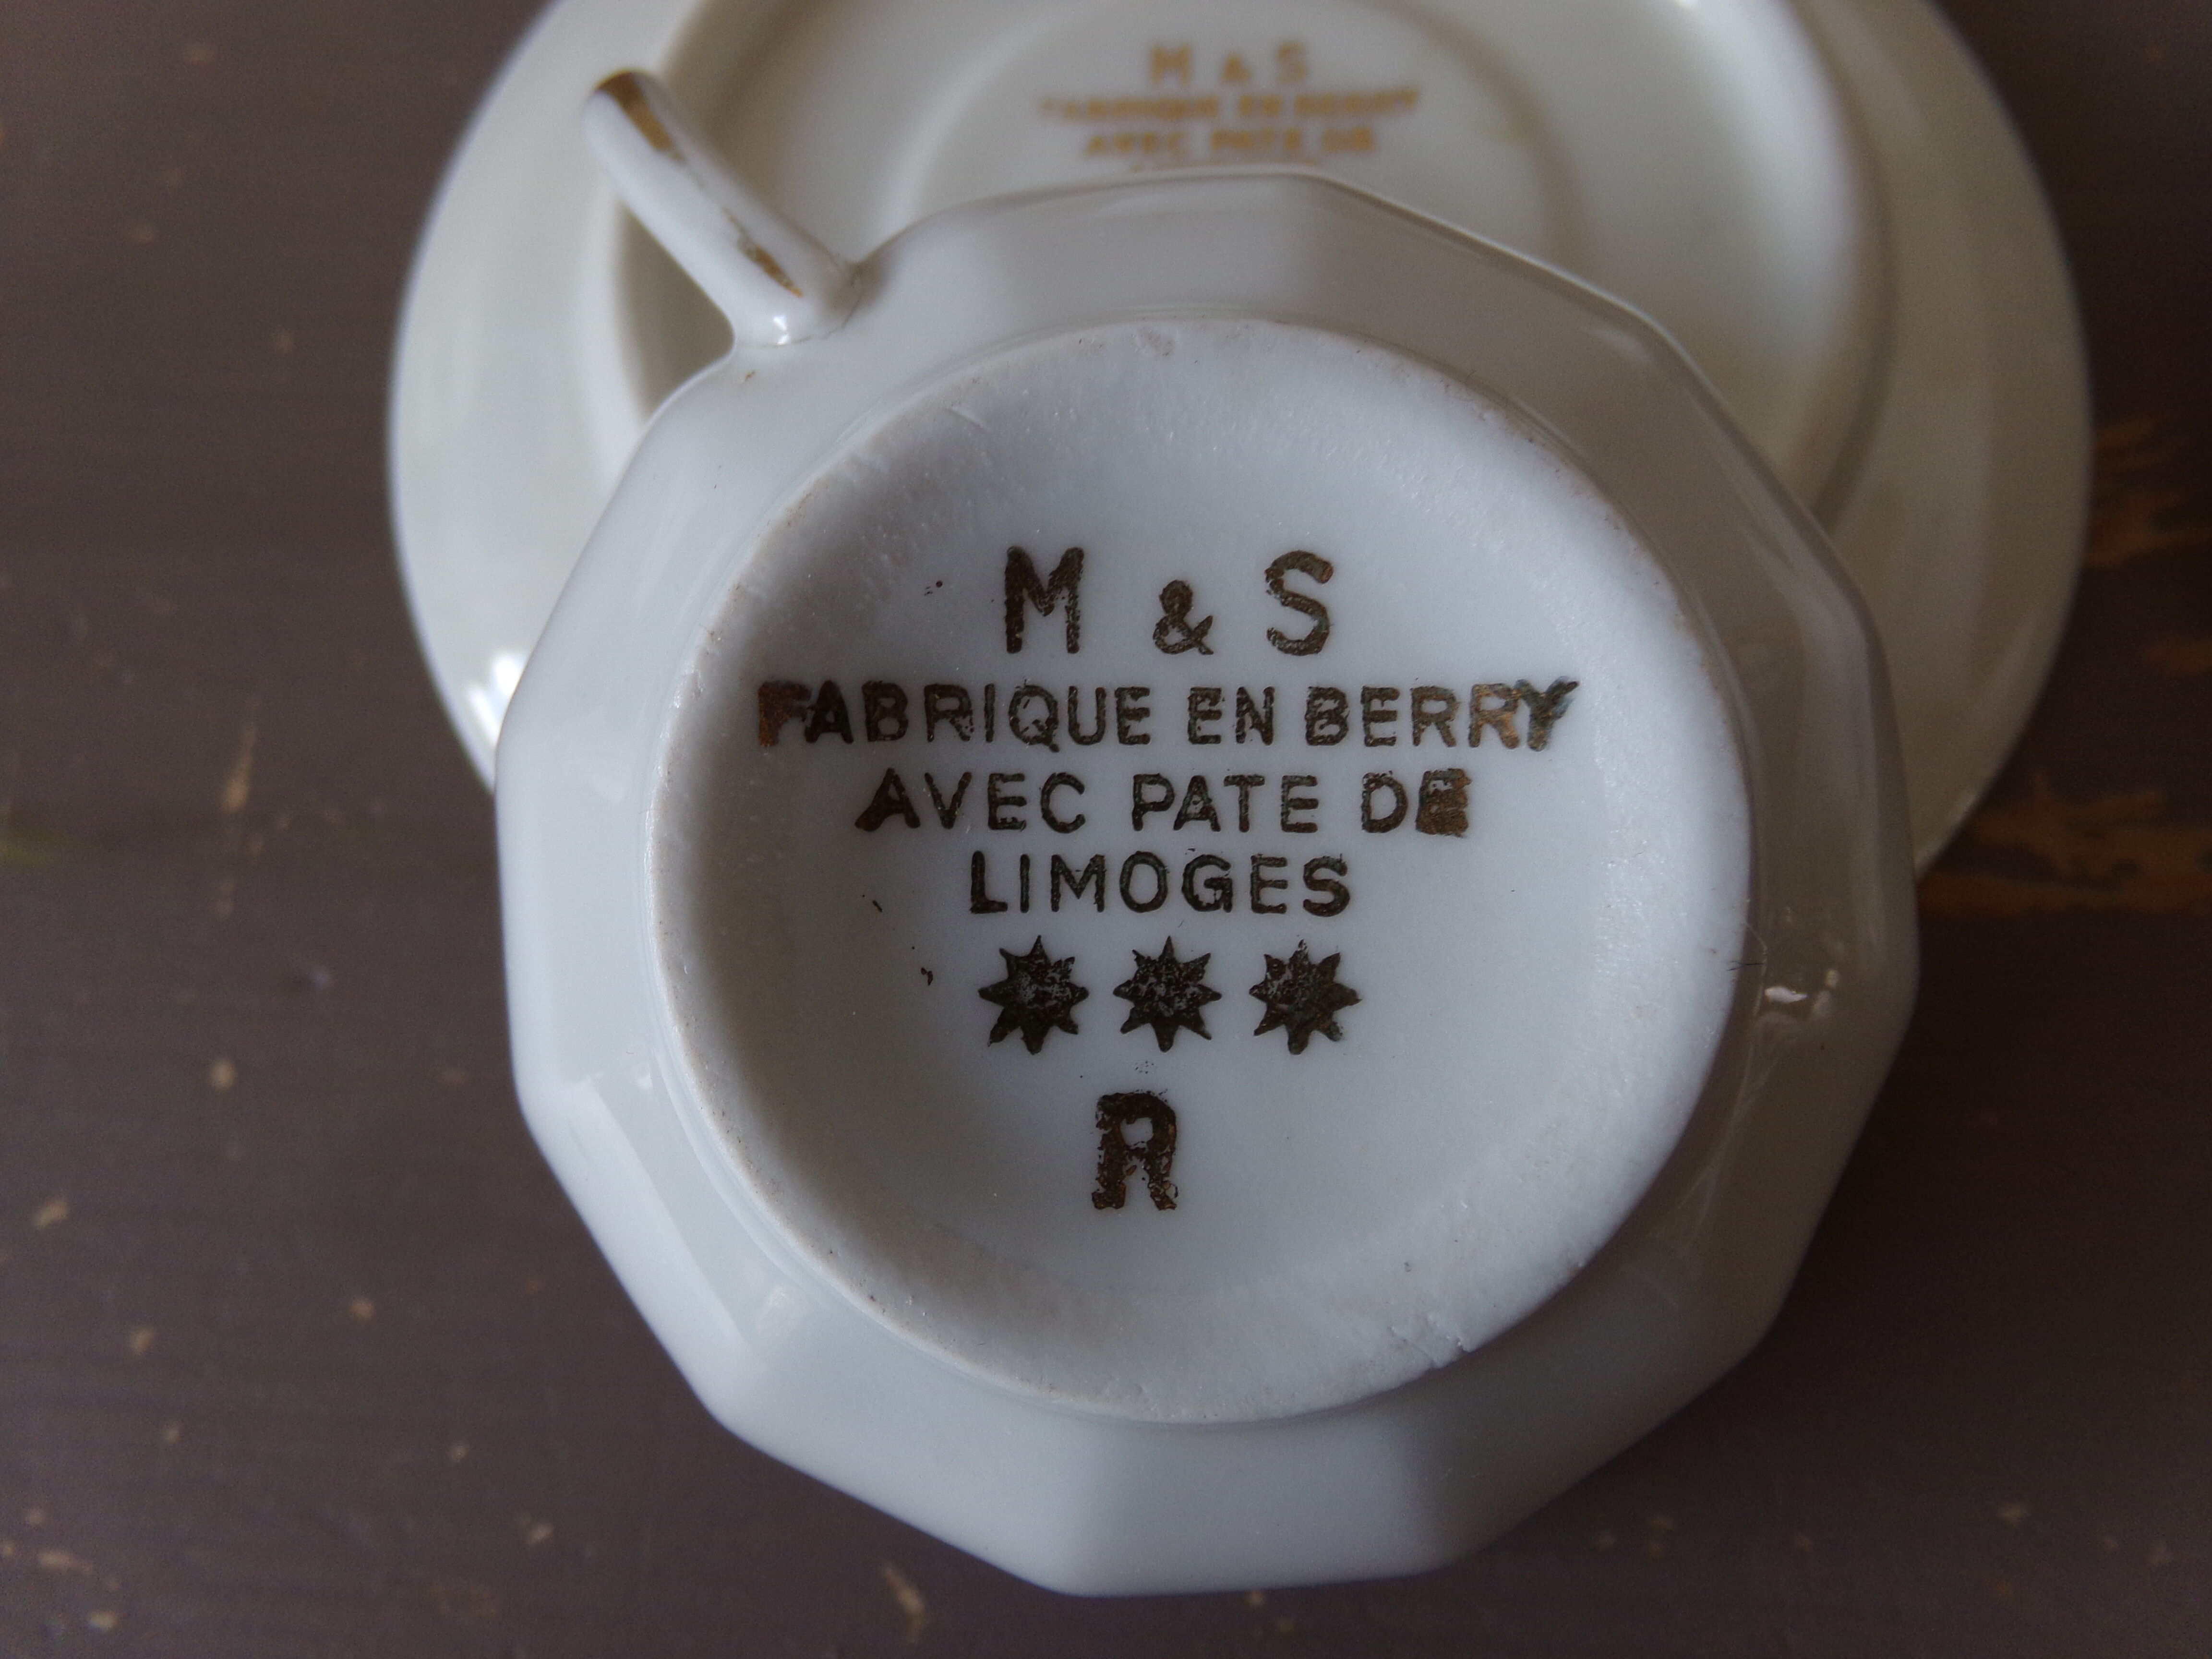 M & S
FABRIQUE EN BERRY
AVEC PATE DE
M & S
FABRIQUE EN BERRY
AVEC PATE DE
LIMOGES
R